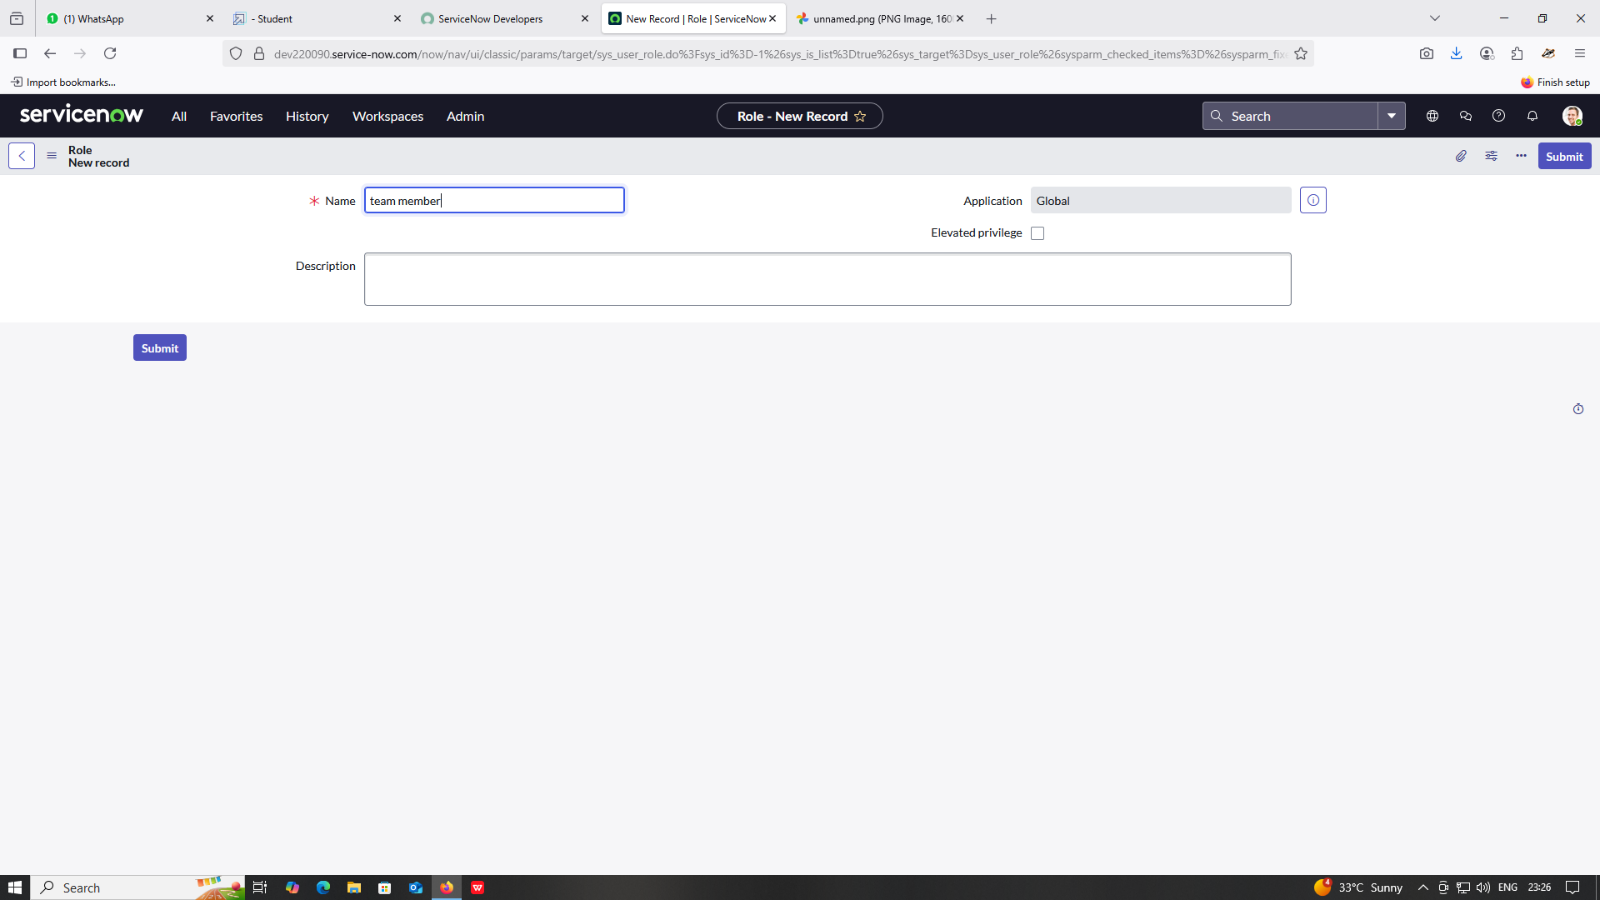 (1) WhatsApp
- Student
ServiceNow Developers
New Record | Role | ServiceNow
unnamed.png (PNG Image, 160
dev220090.service-now.com/now/nav/ui/classic/params/target/sys_user_role.do%3Fsys_id%3D-1%26sys_is_list%3Dtrue%26sys_target%3Dsys_user_role%26sysparm_checked_items%3D%26sysparm_fix
Import bookmarks...
Finish setup
servicenow
All
Favorites
History
Workspaces
Admin
Role - New Record
Search
Role
New record
Submit
Name
team member
Application
Global
Elevated privilege
Description
Submit
Search
33°C Sunny
ENG
23:26